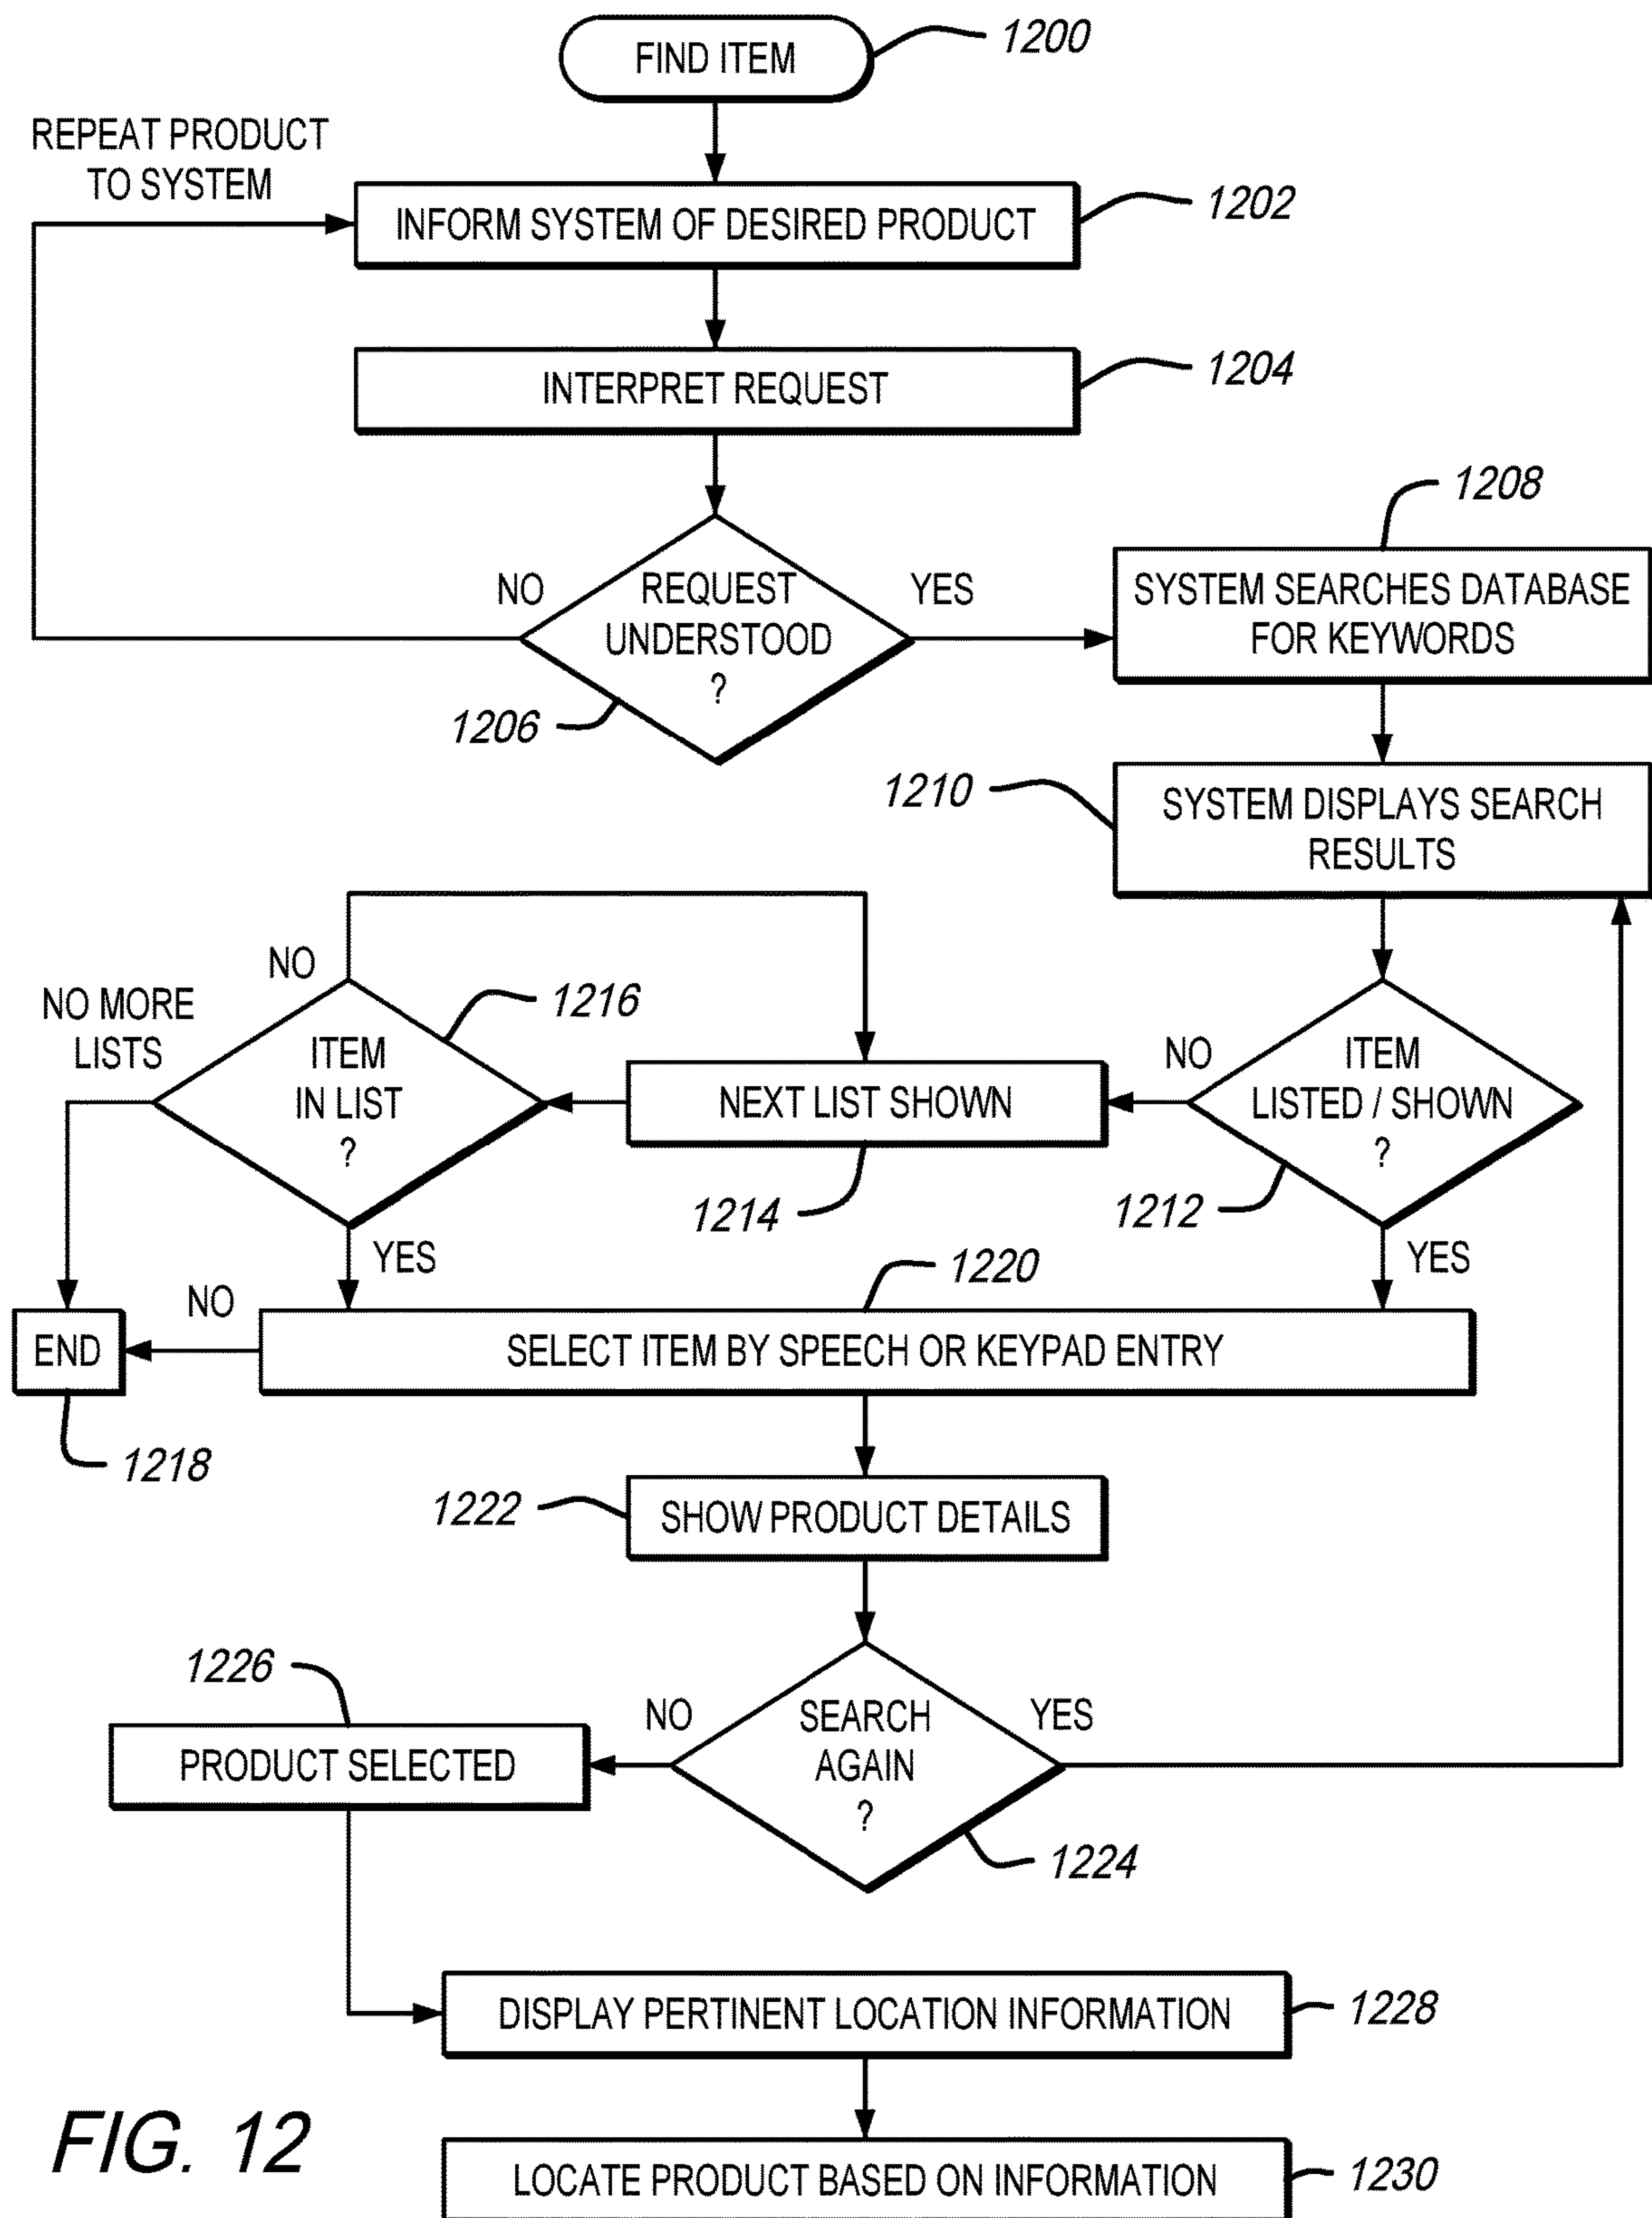 FIND ITEM
1200
REPEAT PRODUCT
TO SYSTEM
INFORM SYSTEM OF DESIRED PRODUCT
1202
INTERPRET REQUEST
1204
1208
NO
REQUEST
UNDERSTOOD
?
YES
1206
SYSTEM SEARCHES DATABASE
FOR KEYWORDS
1210
SYSTEM DISPLAYS SEARCH
RESULTS
NO
NO MORE
LISTS
1216
ITEM
IN LIST
?
NEXT LIST SHOWN
NO
ITEM
LISTED / SHOWN
?
1214
1212
YES
1220
YES
END
NO
SELECT ITEM BY SPEECH OR KEYPAD ENTRY
1218
1222
SHOW PRODUCT DETAILS
1226
PRODUCT SELECTED
NO
SEARCH
AGAIN
?
YES
1224
DISPLAY PERTINENT LOCATION INFORMATION
1228
FIG. 12
LOCATE PRODUCT BASED ON INFORMATION
1230